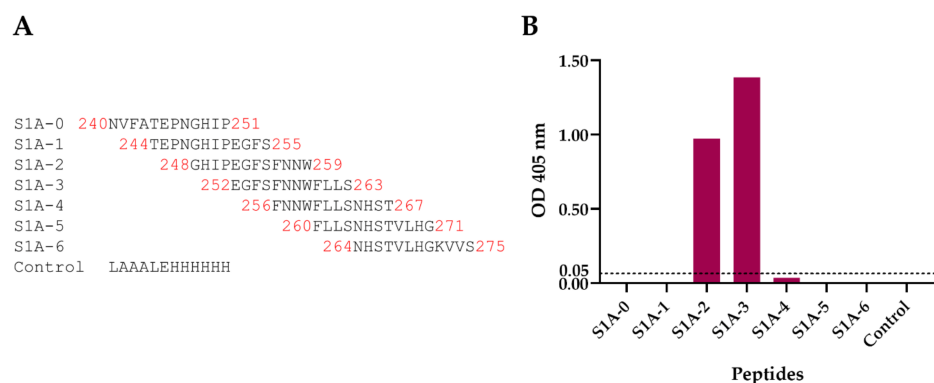 A
S1A-0 240NVFATEPNGHIP251
S1A-1 244TEPNGHIPEGFS255
S1A-2 248GHIPEGFSFNNW259
S1A-3 252EGFSFNNWFLLS263
S1A-4 256FNNWFLLSNHST267
S1A-5 260FLLSNHSTVLHG271
S1A-6 264NHSTVLHGKVVS275
Control LAAALEHHHHHH
B
OD 405 nm
1.50
1.00
0.50
0.05
0.00
S1A-0 S1A-1 S1A-2 S1A-3 S1A-4 S1A-5 S1A-6 Control
Peptides